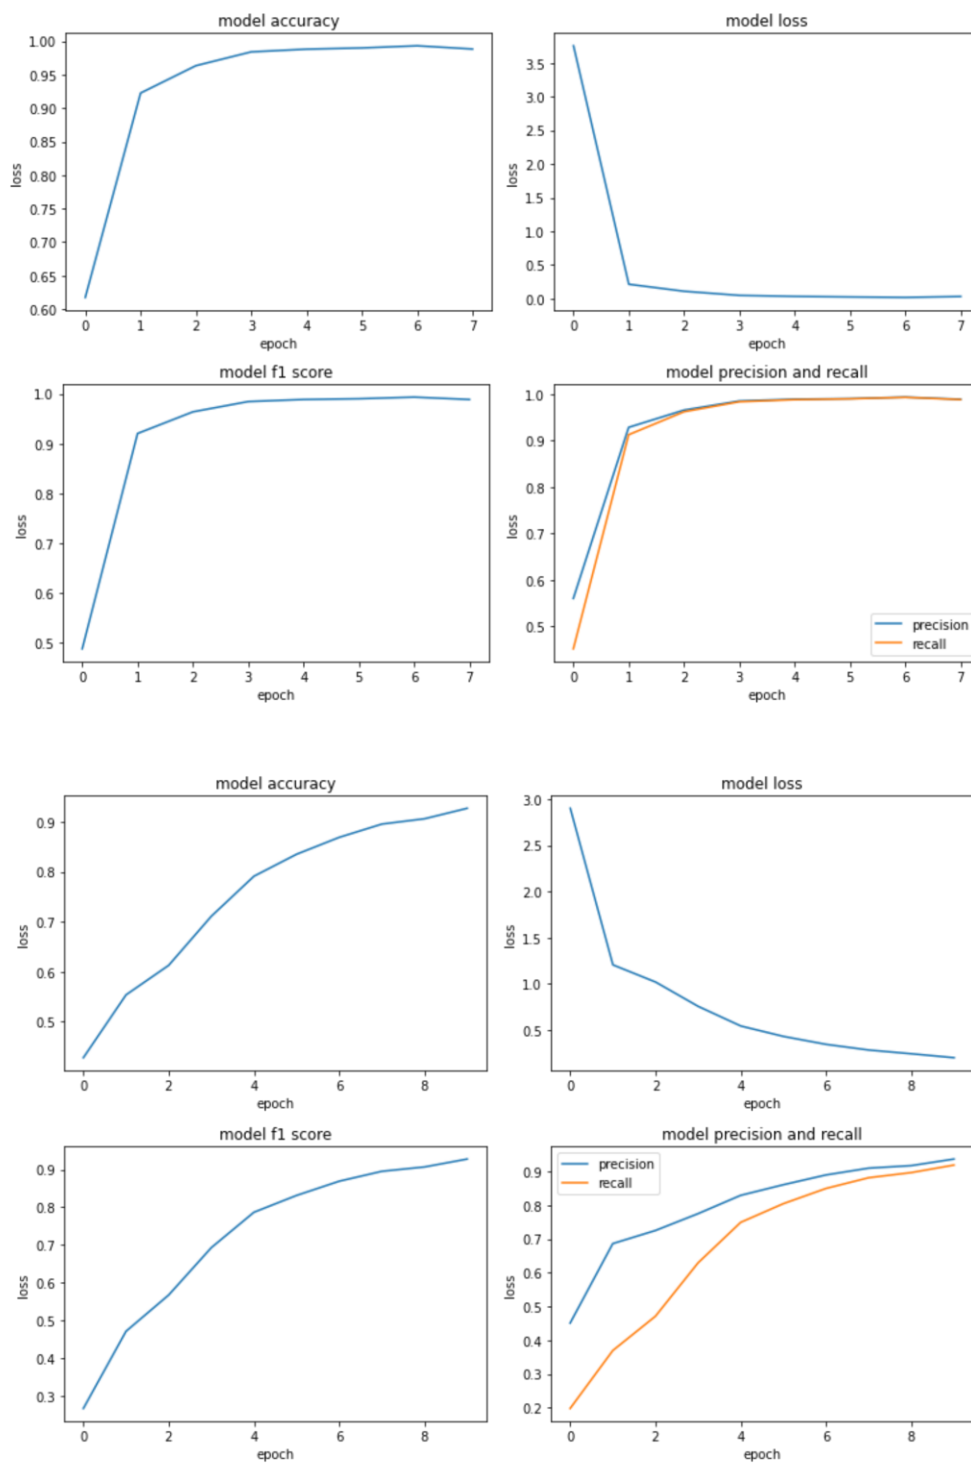 model accuracy
1.00
0.95
0.90
0.85
0.80
0.75
0.70
0.65
0.60
loss
0 1 2 3 4 5 6 7
epoch
model loss
3.5
3.0
2.5
2.0
1.5
1.0
0.5
0.0
loss
0 1 2 3 4 5 6 7
epoch
model f1 score
1.0
0.9
0.8
0.7
0.6
0.5
loss
0 1 2 3 4 5 6 7
epoch
model precision and recall
1.0
0.9
0.8
0.7
0.6
0.5
loss
precision
recall
0 1 2 3 4 5 6 7
epoch
model accuracy
0.9
0.8
0.7
0.6
0.5
loss
0 2 4 6 8
epoch
model loss
3.0
2.5
2.0
1.5
1.0
0.5
loss
0 2 4 6 8
epoch
model f1 score
0.9
0.8
0.7
0.6
0.5
0.4
0.3
loss
0 2 4 6 8
epoch
model precision and recall
precision
recall
0.9
0.8
0.7
0.6
0.5
0.4
0.3
0.2
loss
0 2 4 6 8
epoch